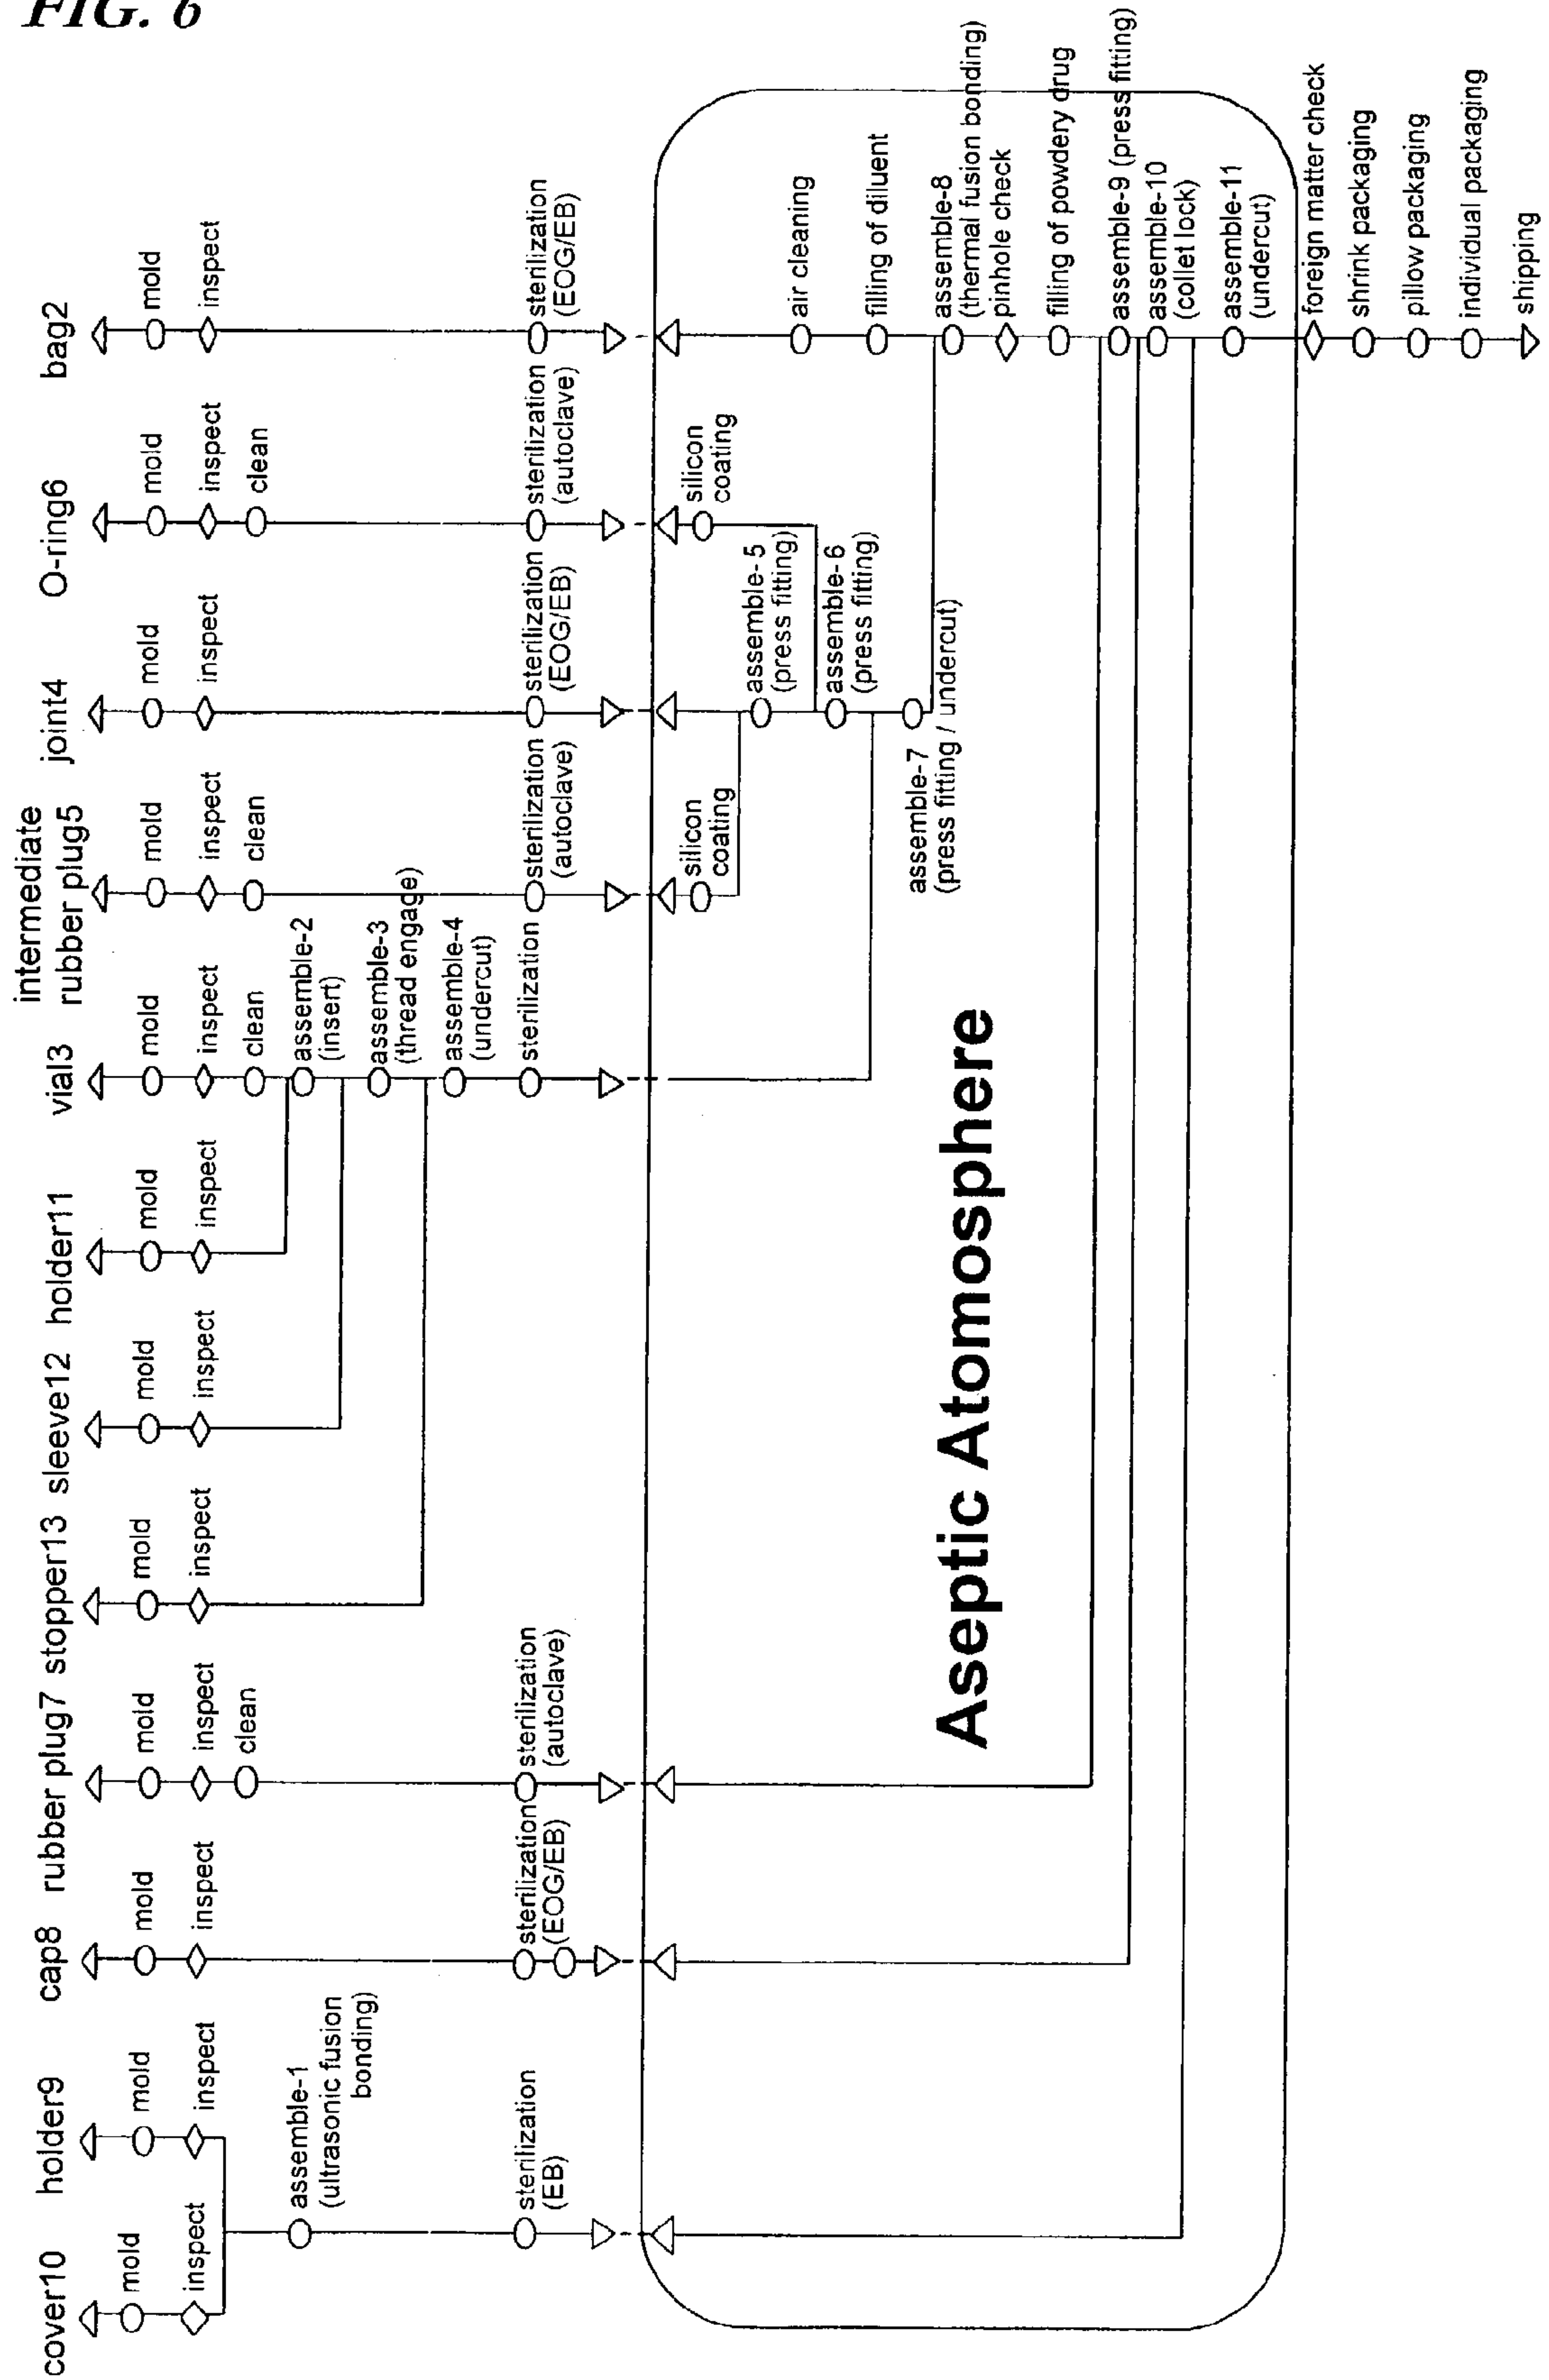 FIG. 6
cover10
mold
inspect
holder9
mold
inspect
assemble-1
(ultrasonic fusion
bonding)
sterilization
(EB)
cap8
mold
inspect
sterilization
(EOG/EB)
rubber plug7
mold
inspect
clean
sterilization
(autoclave)
stopper13
mold
inspect
sleeve12
mold
inspect
holder11
mold
inspect
vial3
mold
inspect
clean
assemble-2
(insert)
assemble-3
(thread engage)
assemble-4
(undercut)
sterilization
intermediate
rubber plug5
mold
inspect
clean
sterilization
(autoclave)
silicon
coating
joint4
mold
inspect
sterilization
(EOG/EB)
assemble-5
(press fitting)
assemble-6
(press fitting)
assemble-7
(press fitting / undercut)
O-ring6
mold
inspect
clean
sterilization
(autoclave)
silicon
coating
bag2
mold
inspect
sterilization
(EOG/EB)
air cleaning
filling of diluent
assemble-8
(thermal fusion bonding)
pinhole check
filling of powdery drug
assemble-9 (press fitting)
assemble-10
(collet lock)
assemble-11
(undercut)
foreign matter check
shrink packaging
pillow packaging
individual packaging
shipping
Aseptic Atomosphere